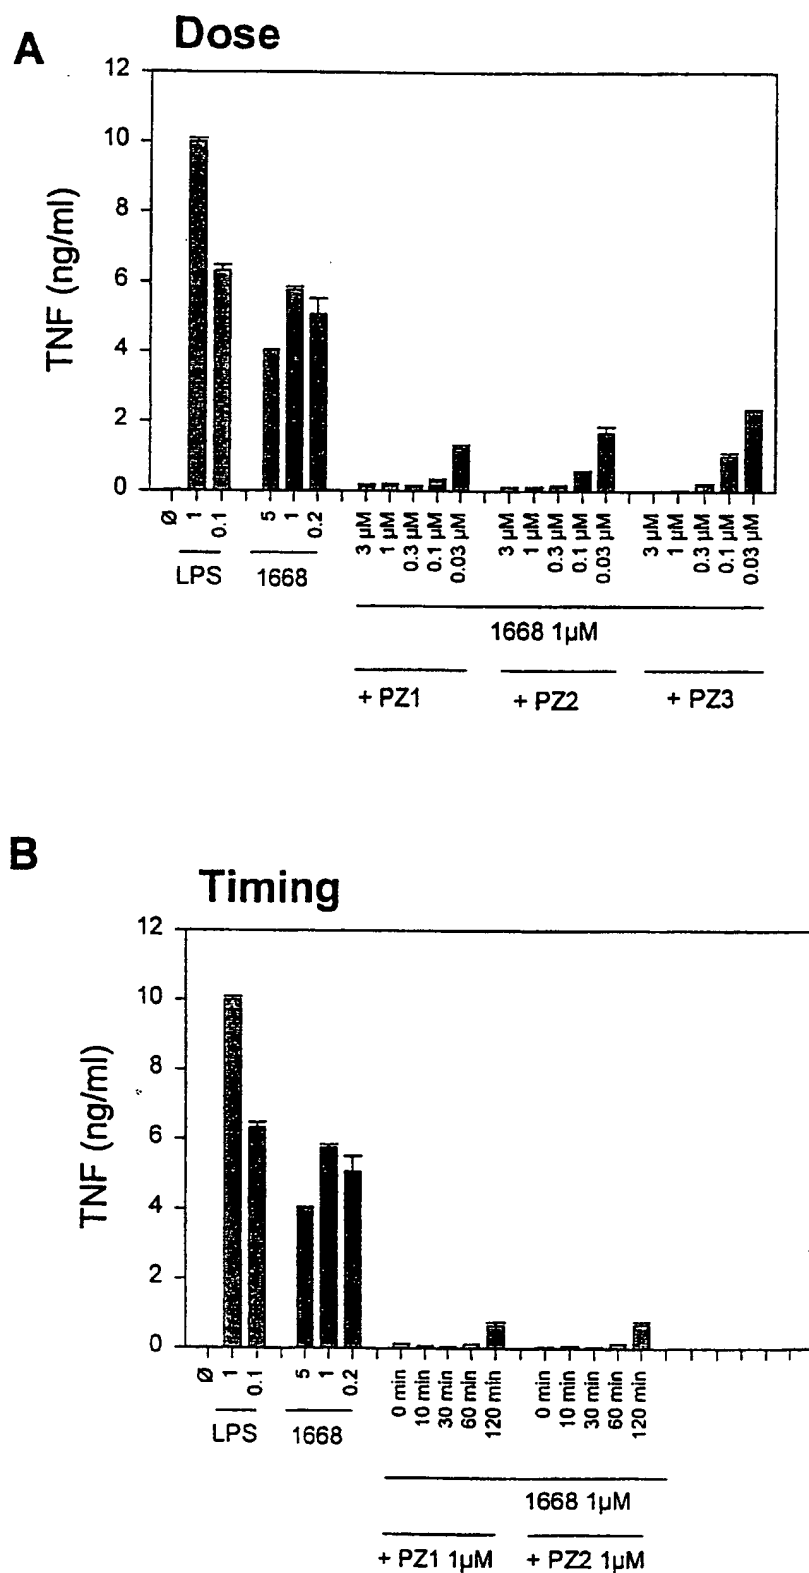 A
Dose
12
10
8
6
4
2
0
TNF (ng/ml)
Ø 1 0.1 5 1 0.2 3 µM 1 µM 0.3 µM 0.1 µM 0.03 µM 3 µM 1 µM 0.3 µM 0.1 µM 0.03 µM 3 µM 1 µM 0.3 µM 0.1 µM 0.03 µM
LPS 1668
1668 1µM
+ PZ1 + PZ2 + PZ3
B
Timing
12
10
8
6
4
2
0
TNF (ng/ml)
Ø 1 0.1 5 1 0.2 0 min 10 min 30 min 60 min 120 min 0 min 10 min 30 min 60 min 120 min
LPS 1668
1668 1µM
+ PZ1 1µM + PZ2 1µM